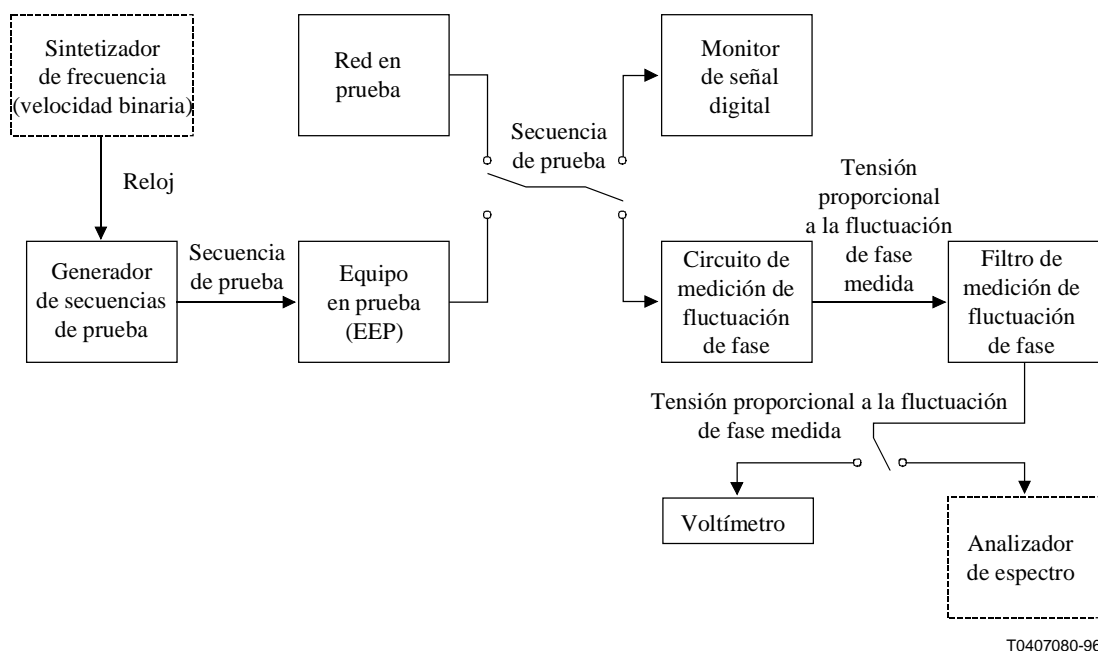 Sintetizador
de frecuencia
(velocidad binaria)
Red en
prueba
Monitor
de señal
digital
Secuencia
de prueba
Reloj
Tensión
proporcional
a la fluctuación
de fase
medida
Generador
de secuencias
de prueba
Secuencia
de prueba
Equipo
en prueba
(EEP)
Circuito de
medición de
fluctuación
de fase
Filtro de
medición de
fluctuación
de fase
Tensión proporcional a la fluctuación
de fase medida
Voltímetro
Analizador
de espectro
T0407080-96